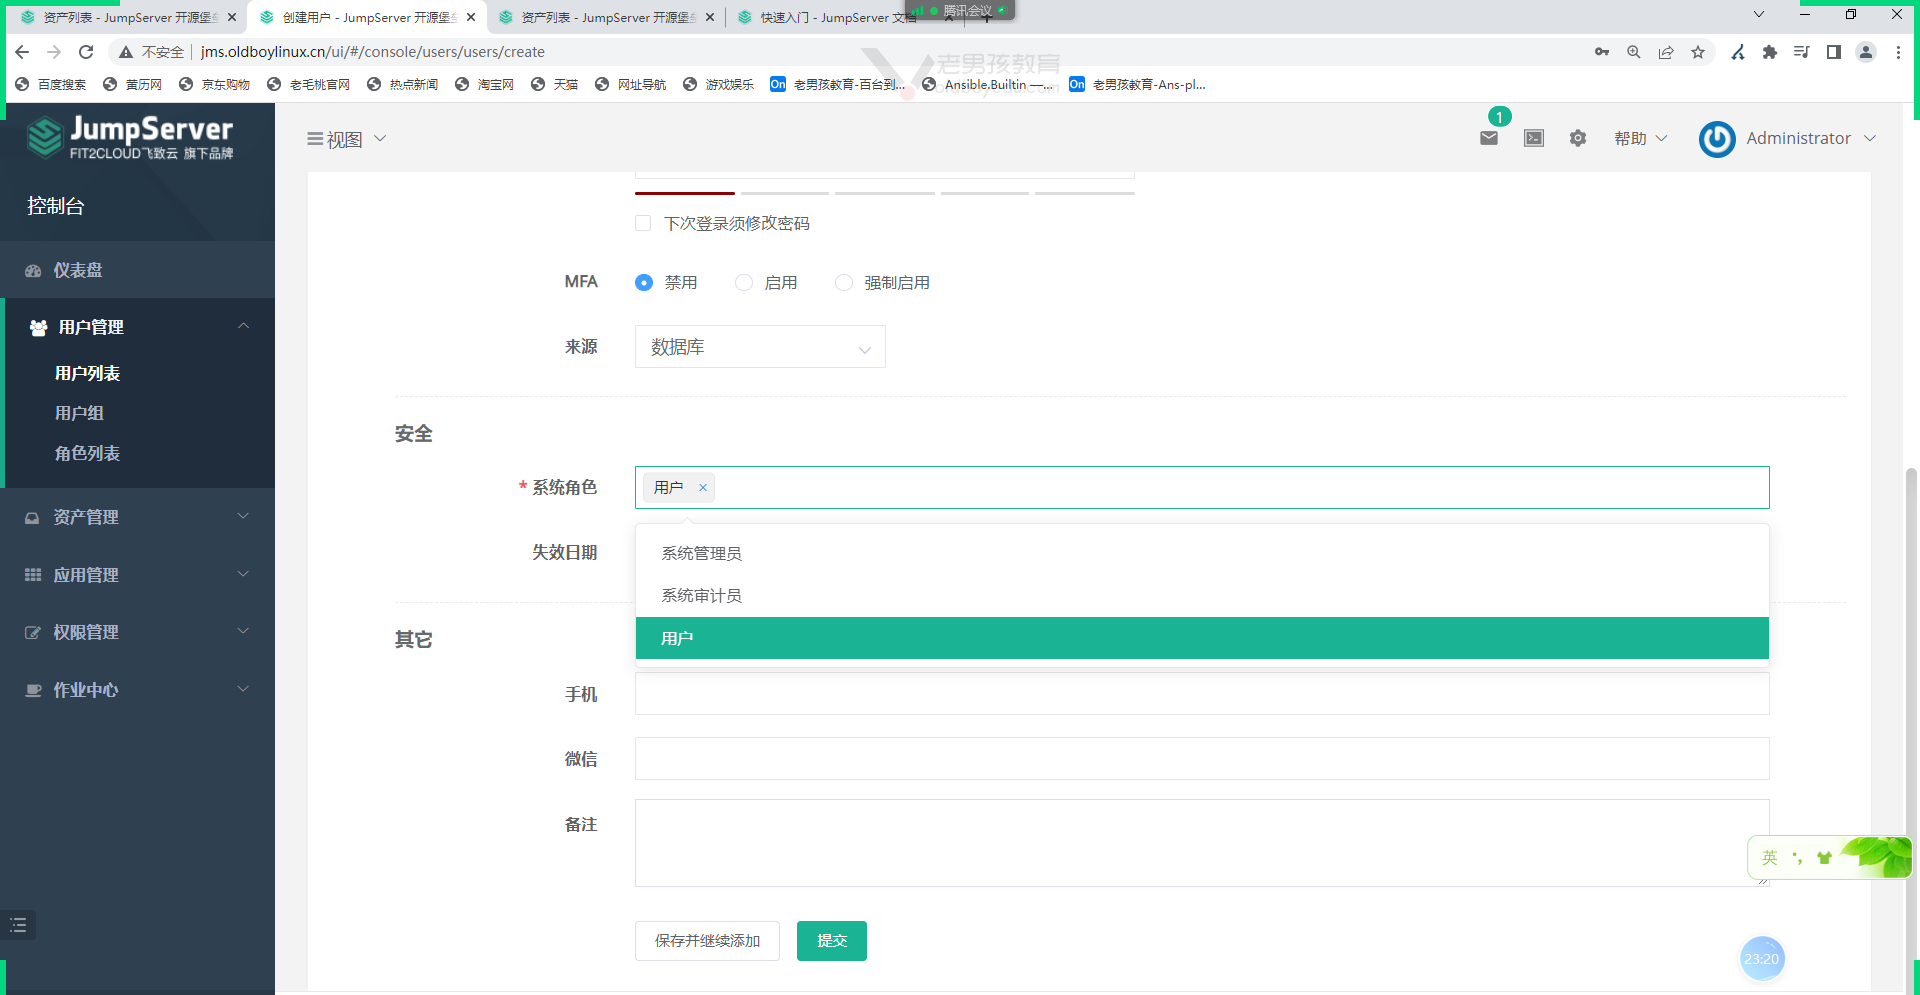 资产列表 - JumpServer 开源堡垒
创建用户 - JumpServer 开源堡垒
资产列表 - JumpServer 开源堡垒
快速入门 - JumpServer 文档
腾讯会议
不安全
jms.oldboylinux.cn/ui/#/console/users/users/create
百度搜索
黄历网
京东购物
老毛桃官网
热点新闻
淘宝网
天猫
网址导航
游戏娱乐
On 老男孩教育-百台到...
Ansible.Builtin —...
On 老男孩教育-Ans-pl...
老男孩教育
JumpServer
FIT2CLOUD飞致云 旗下品牌
视图
1
帮助
Administrator
控制台
仪表盘
用户管理
用户列表
用户组
角色列表
资产管理
应用管理
权限管理
作业中心
下次登录须修改密码
MFA
禁用
启用
强制启用
来源
数据库
安全
* 系统角色
用户 ×
失效日期
系统管理员
系统审计员
用户
其它
手机
微信
备注
保存并继续添加
提交
英
23:20